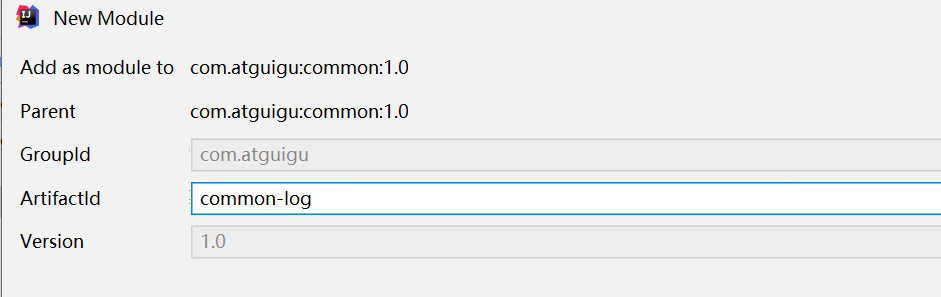 New Module
Add as module to com.atguigu:common:1.0
Parent com.atguigu:common:1.0
GroupId com.atguigu
ArtifactId common-log
Version 1.0